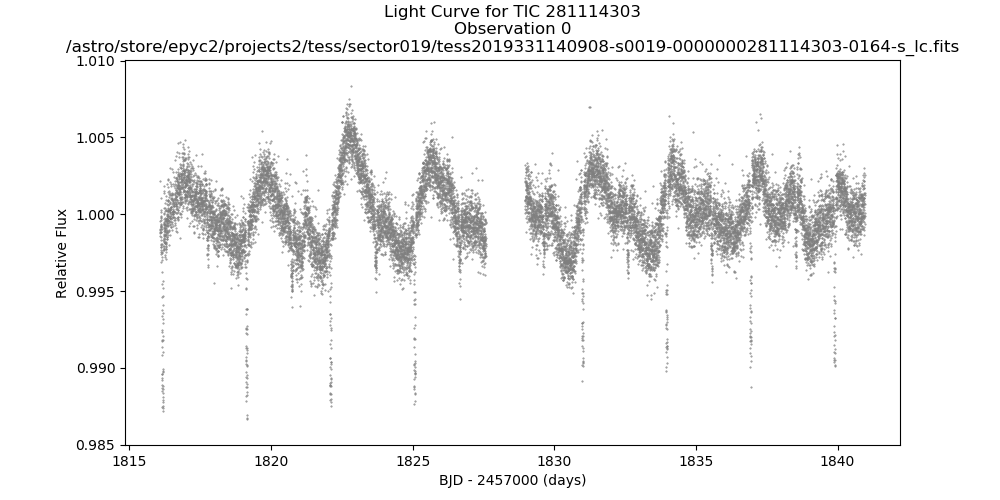 Light Curve for TIC 281114303
Observation 0
/astro/store/epyc2/projects2/tess/sector019/tess2019331140908-s0019-0000000281114303-0164-s_lc.fits
1.010
1.005
1.000
0.995
0.990
0.985
Relative Flux
1815
1820
1825
1830
1835
1840
BJD - 2457000 (days)